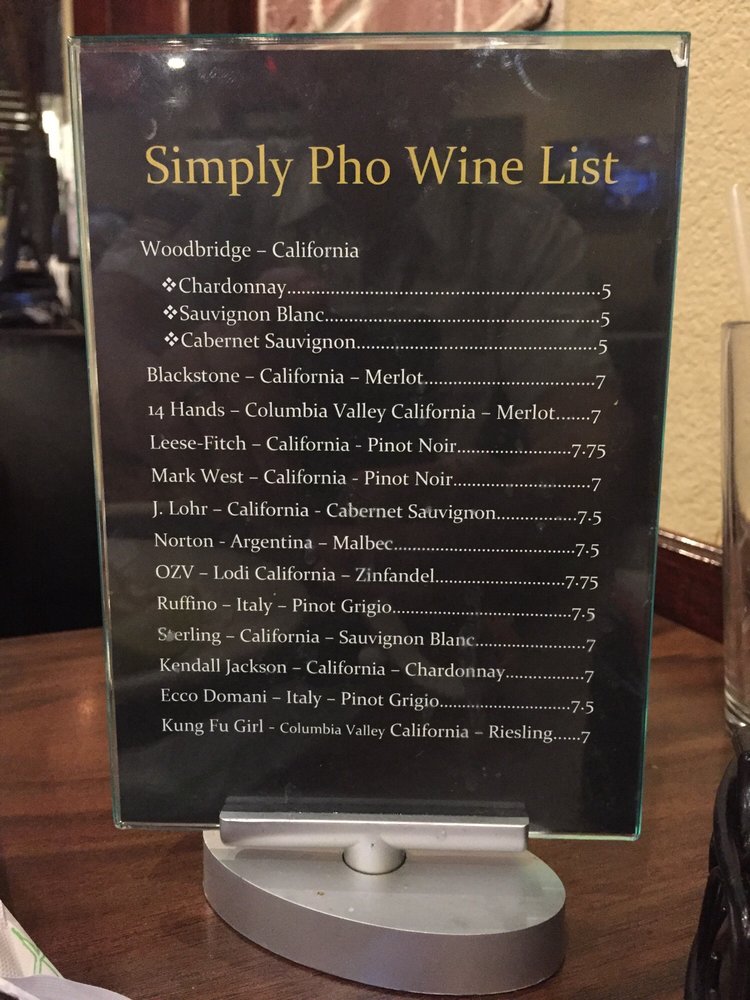 Simply Pho Wine List
Woodbridge – California
❖Chardonnay................................................................5
❖Sauvignon Blanc.........................................................5
❖Cabernet Sauvignon..................................................5
Blackstone – California – Merlot...................................7
14 Hands – Columbia Valley California – Merlot.......7
Leese-Fitch – California - Pinot Noir.......................7.75
Mark West – California - Pinot Noir............................7
J. Lohr – California - Cabernet Sauvignon................7.5
Norton - Argentina – Malbec.....................................7.5
OZV – Lodi California – Zinfandel...........................7.75
Ruffino – Italy – Pinot Grigio.....................................7.5
Sterling – California – Sauvignon Blanc.......................7
Kendall Jackson – California – Chardonnay................7
Ecco Domani – Italy – Pinot Grigio...........................7.5
Kung Fu Girl - Columbia Valley California – Riesling......7